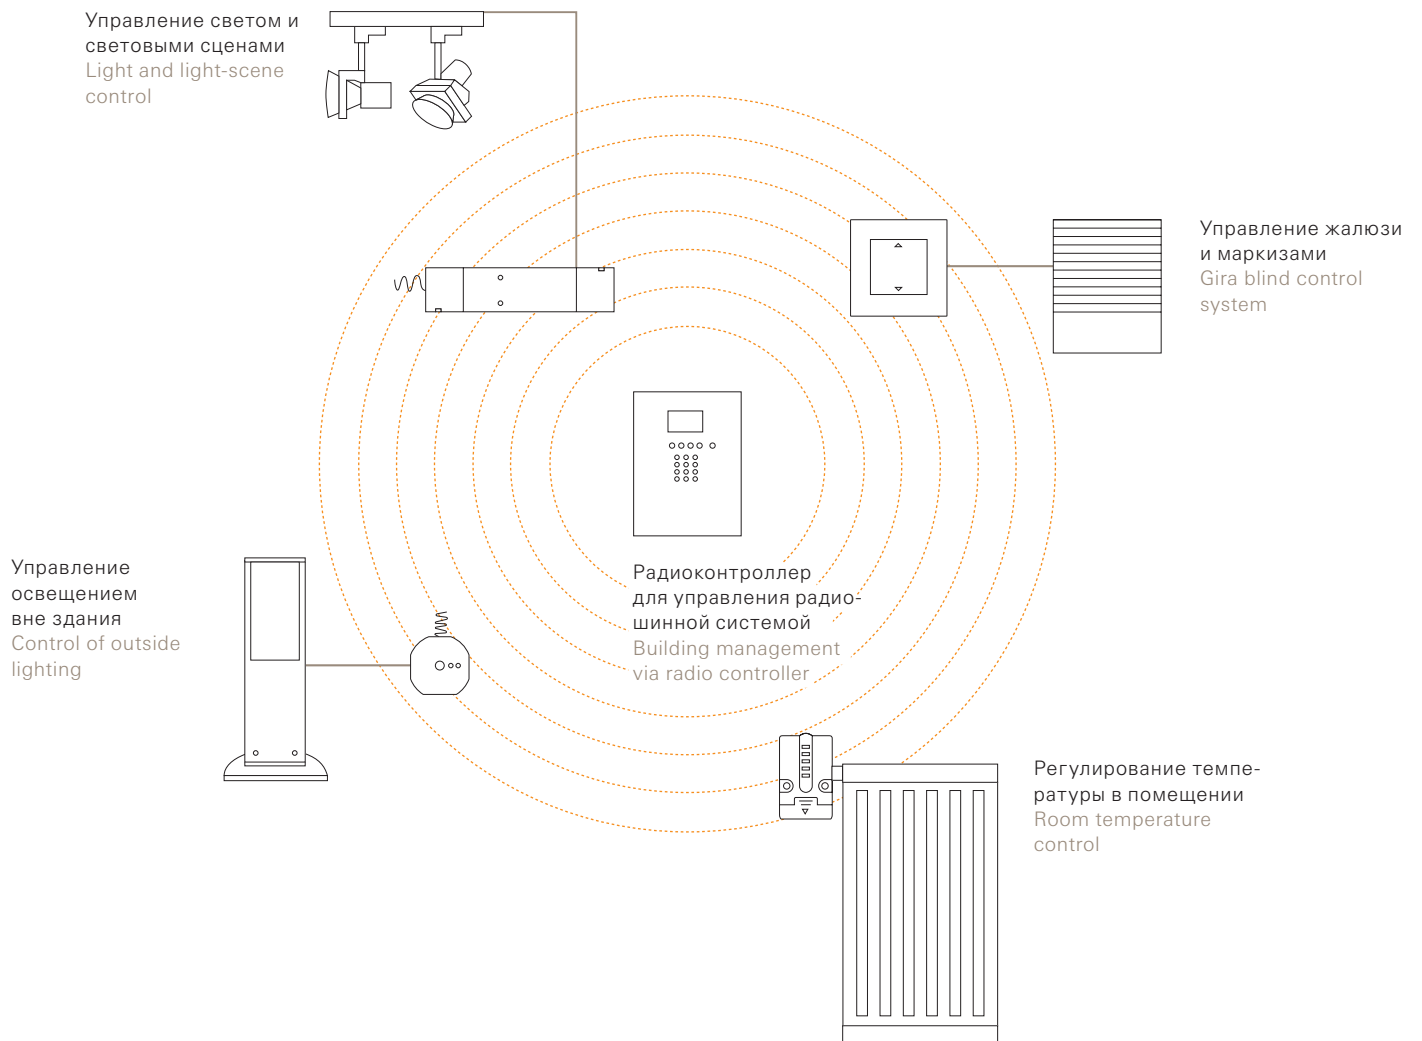 Управление светом и
световыми сценами
Light and light-scene
control
Управление жалюзи
и маркизами
Gira blind control
system
Радиоконтроллер
для управления радио-
шинной системой
Building management
via radio controller
Управление
освещением
вне здания
Control of outside
lighting
Регулирование темпе-
ратуры в помещении
Room temperature
control